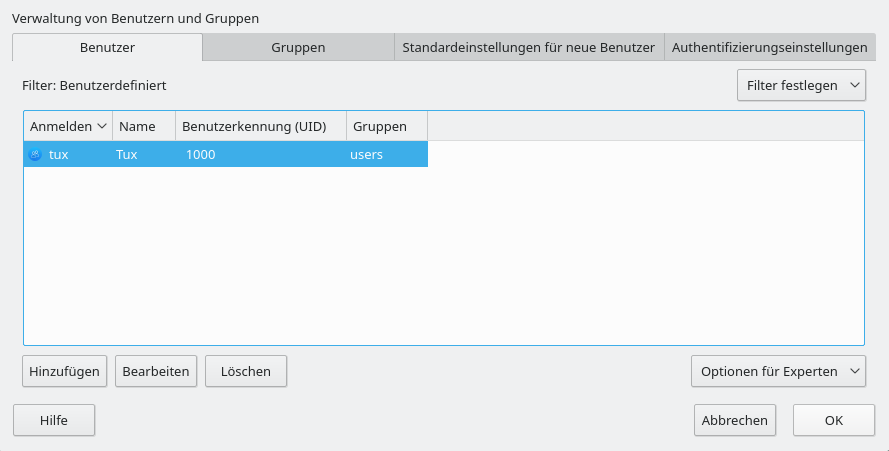 Verwaltung von Benutzern und Gruppen
Benutzer Gruppen Standardeinstellungen für neue Benutzer Authentifizierungseinstellungen
Filter: Benutzerdefiniert Filter festlegen
Anmelden Name Benutzerkennung (UID) Gruppen
tux Tux 1000 users
Hinzufügen Bearbeiten Löschen Optionen für Experten
Hilfe Abbrechen OK